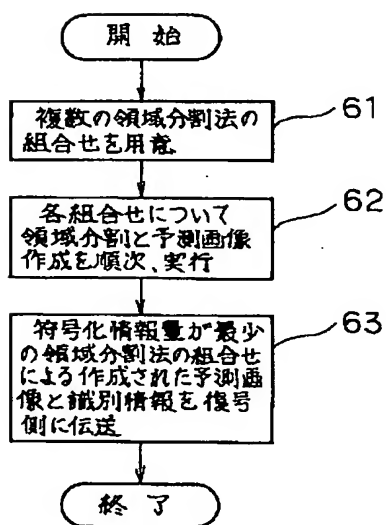 開始
複数の領域分割法の
組合せを用意
61
各組合せについて
領域分割と予測画像
作成を順次、実行
62
符号化情報量が最少
の領域分割法の組合せ
による作成された予測画
像と識別情報を復号
側に伝送
63
終了